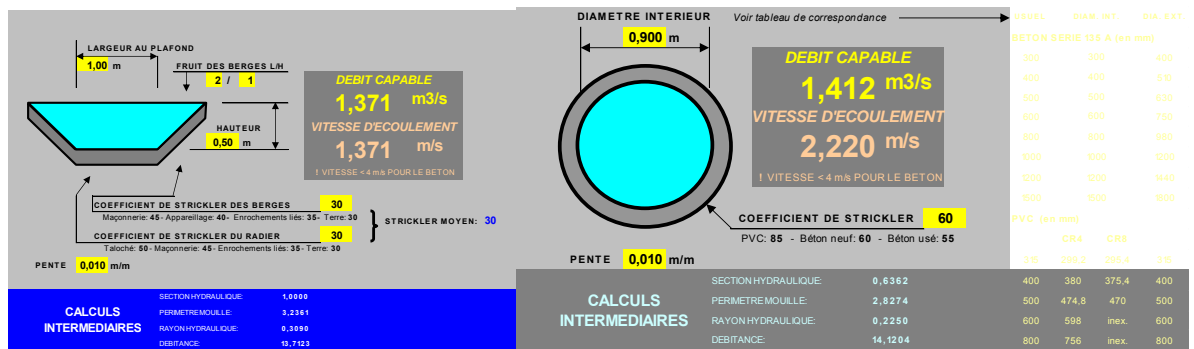 LARGEUR AU PLAFOND
1,00 m
FRUIT DES BERGES L/H
2 / 1
HAUTEUR
0,50 m
DEBIT CAPABLE
1,371 m3/s
VITESSE D'ECOULEMENT
1,371 m/s
! VITESSE < 4 m/s POUR LE BETON
COEFFICIENT DE STRICKLER DES BERGES 30
Maçonnerie: 45 - Appareillage: 40 - Enrochements liés: 35 - Terre: 30
COEFFICIENT DE STRICKLER DU RADIER 30
Taloché: 50 - Maçonnerie: 45 - Enrochements liés: 35 - Terre: 30
STRICKLER MOYEN: 30
PENTE 0,010 m/m
CALCULS
INTERMEDIAIRES
SECTION HYDRAULIQUE: 1,0000
PERIMETRE MOUILLE: 3,2361
RAYON HYDRAULIQUE: 0,3090
DEBITANCE: 13,7123
DIAMETRE INTERIEUR
0,900 m
Voir tableau de correspondance
DEBIT CAPABLE
1,412 m3/s
VITESSE D'ECOULEMENT
2,220 m/s
! VITESSE < 4 m/s POUR LE BETON
COEFFICIENT DE STRICKLER 60
PVC: 85 - Béton neuf: 60 - Béton usé: 55
PENTE 0,010 m/m
CALCULS
INTERMEDIAIRES
SECTION HYDRAULIQUE: 0,6362
PERIMETRE MOUILLE: 2,8274
RAYON HYDRAULIQUE: 0,2250
DEBITANCE: 14,1204
PVC (en mm)
CR4 CR8
400 380 375,4 400
500 474,8 470 500
600 598 inex. 600
800 756 inex. 800